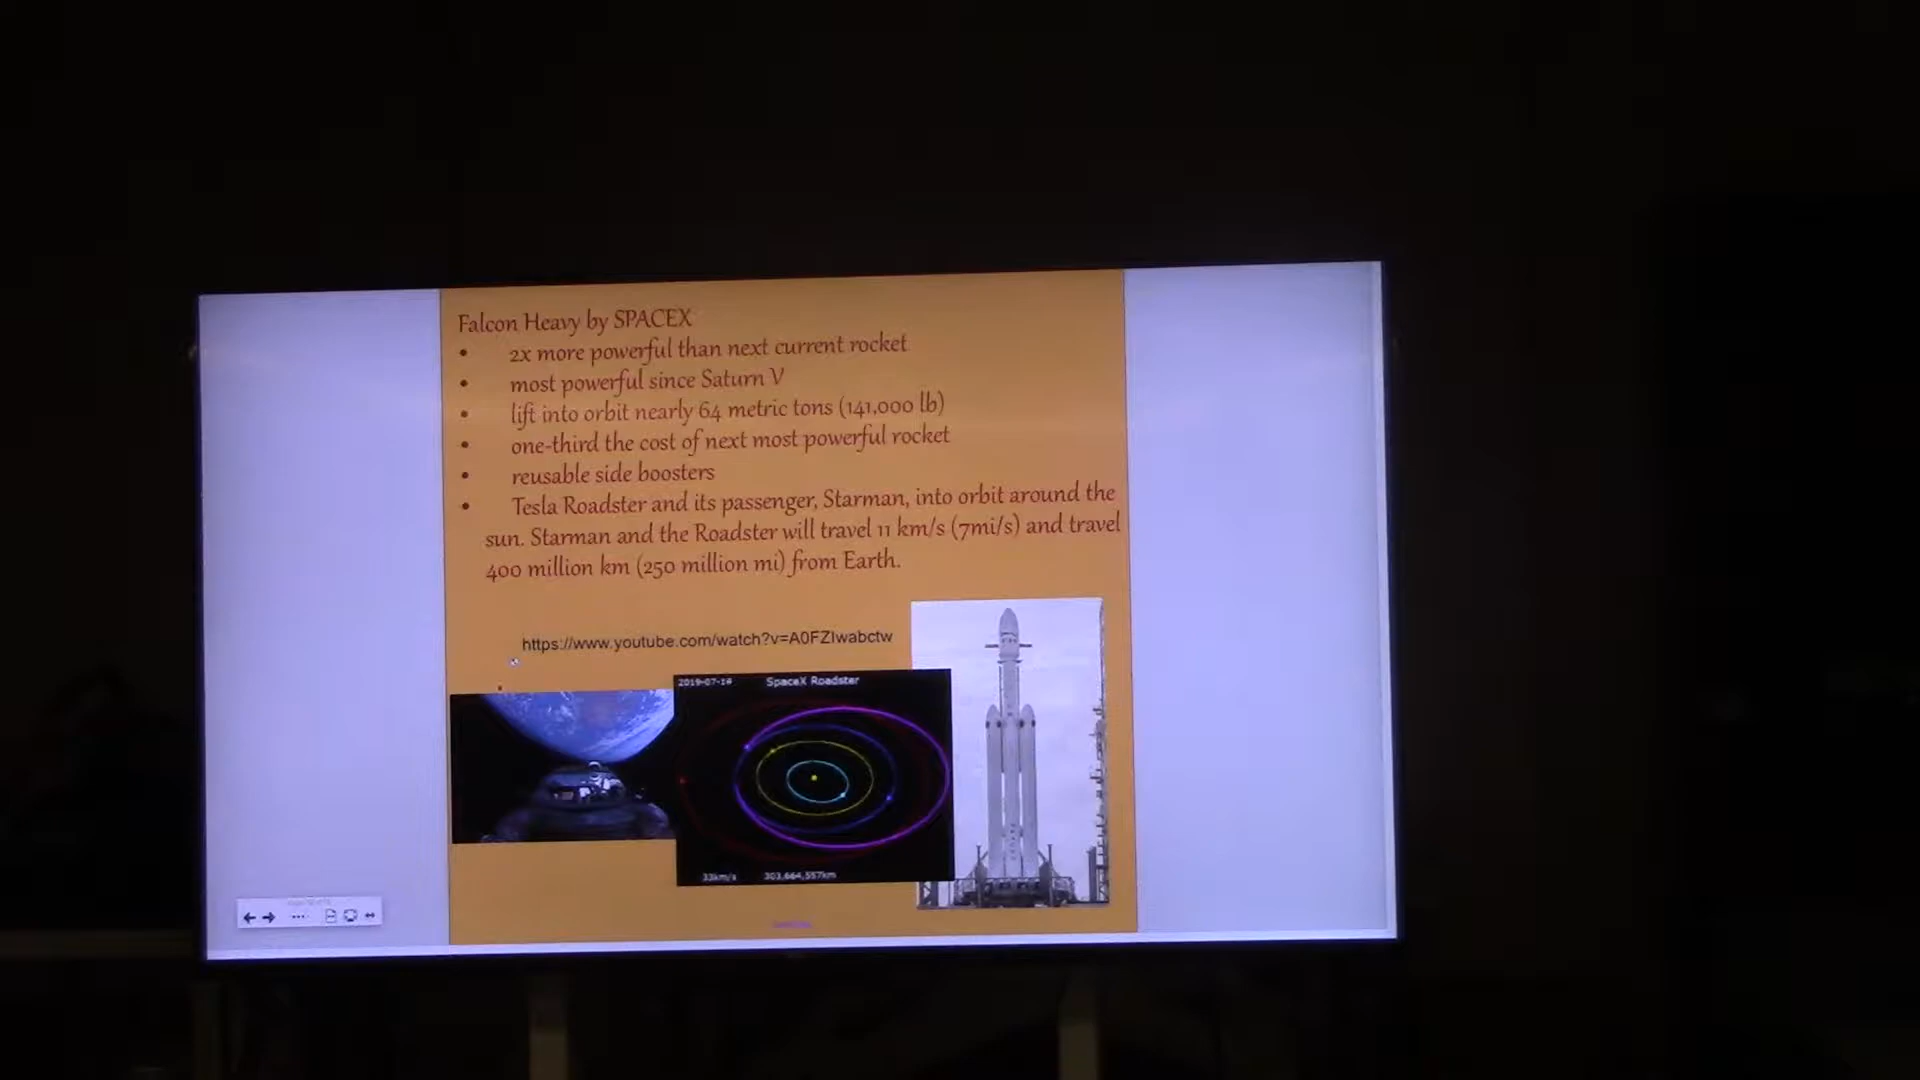 Falcon Heavy by SPACEX
• 2x more powerful than next current rocket
• most powerful since Saturn V
• lift into orbit nearly 64 metric tons (141,000 lb)
• one-third the cost of next most powerful rocket
• reusable side boosters
• Tesla Roadster and its passenger, Starman, into orbit around the
sun. Starman and the Roadster will travel 11 km/s (7mi/s) and travel
400 million km (250 million mi) from Earth.
https://www.youtube.com/watch?v=A0FZIwabctw
SpaceX Roadster
33km/s 303,664,557km